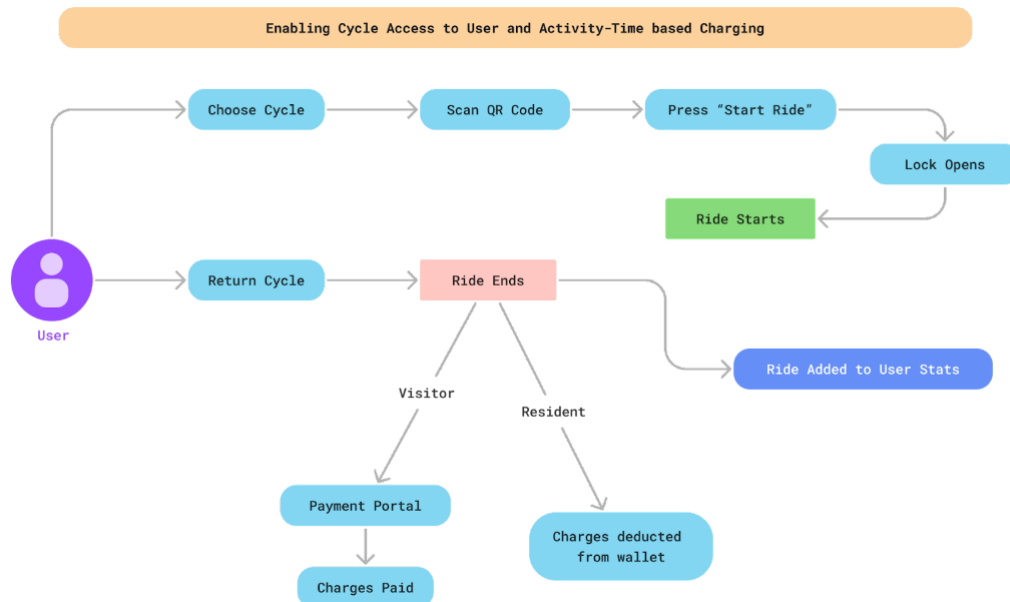 Enabling Cycle Access to User and Activity-Time based Charging
Choose Cycle
Scan QR Code
Press “Start Ride”
Lock Opens
Ride Starts
User
Return Cycle
Ride Ends
Ride Added to User Stats
Visitor
Resident
Payment Portal
Charges Paid
Charges deducted
from wallet